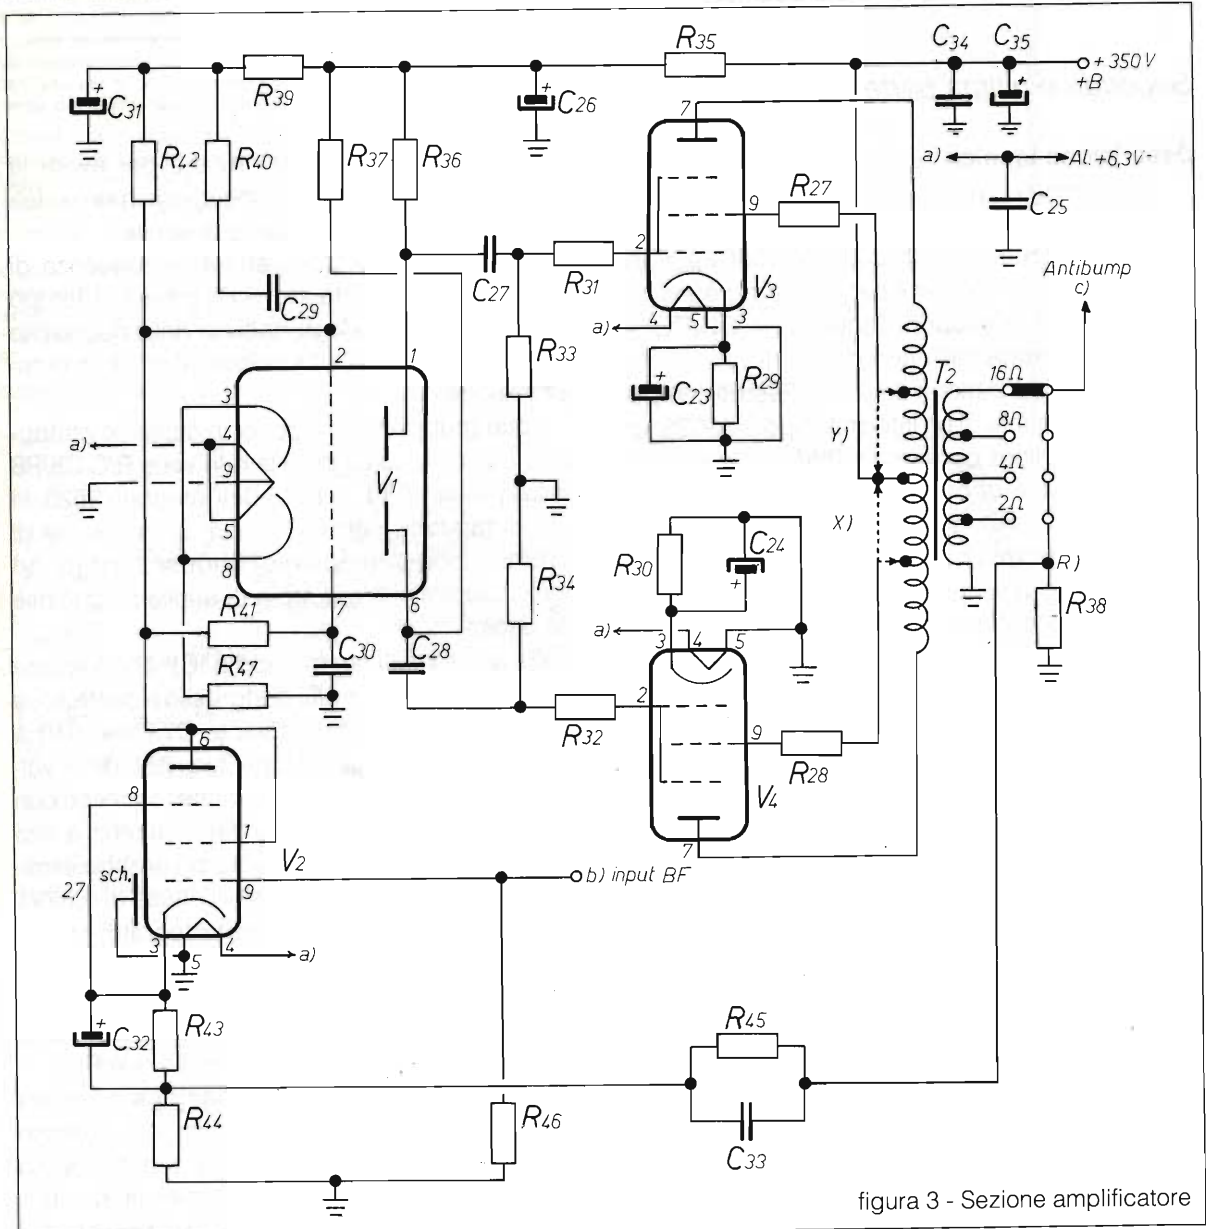 R35
C34
C35
+350V
+B
R39
C31
C26
7
R42
R40
R37
R36
a)
Al. +6,3V
R27
9
C25
2
R31
C27
V3
Antibump
c)
C29
a)
4
5
3
R33
2
1
C23
R29
T2
16Ω
3
a)
4
Y)
8Ω
9
V1
4Ω
5
X)
2Ω
C24
8
R30
R34
R)
R41
7
6
R38
a)
3
4
5
C30
C28
R47
2
R32
6
9
R28
8
V4
1
V2
7
sch.
2,7
9
b) input BF
3
5
4
a)
C32
R43
R45
R44
R46
C33
figura 3 - Sezione amplificatore